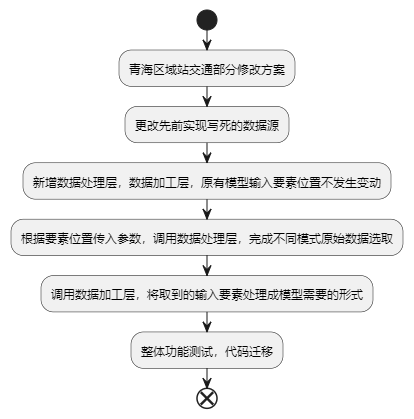 青海区域站交通部分修改方案
更改先前实现写死的数据源
新增数据处理层，数据加工层，原有模型输入要素位置不发生变动
根据要素位置传入参数，调用数据处理层，完成不同模式原始数据选取
调用数据加工层，将取到的输入要素处理成模型需要的形式
整体功能测试，代码迁移